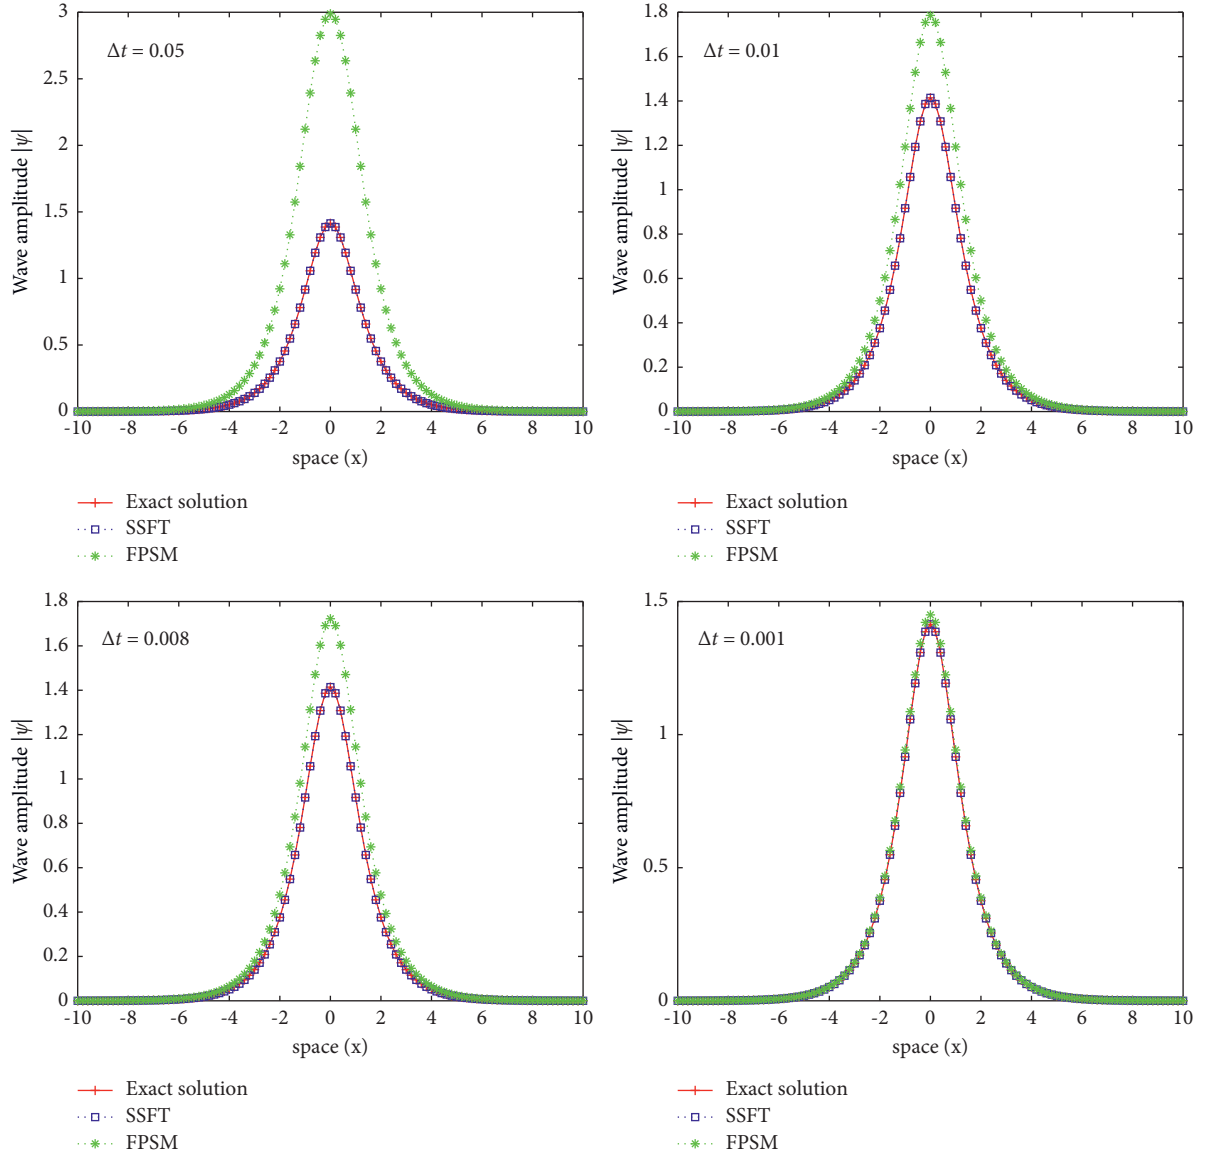 Δt = 0.05
Wave amplitude |ψ|
3
2.5
2
1.5
1
0.5
0
-10 -8 -6 -4 -2 0 2 4 6 8 10
space (x)
Exact solution
SSFT
FPSM
Δt = 0.01
Wave amplitude |ψ|
1.8
1.6
1.4
1.2
1
0.8
0.6
0.4
0.2
0
-10 -8 -6 -4 -2 0 2 4 6 8 10
space (x)
Exact solution
SSFT
FPSM
Δt = 0.008
Wave amplitude |ψ|
1.8
1.6
1.4
1.2
1
0.8
0.6
0.4
0.2
0
-10 -8 -6 -4 -2 0 2 4 6 8 10
space (x)
Exact solution
SSFT
FPSM
Δt = 0.001
Wave amplitude |ψ|
1.5
1
0.5
0
-10 -8 -6 -4 -2 0 2 4 6 8 10
space (x)
Exact solution
SSFT
FPSM